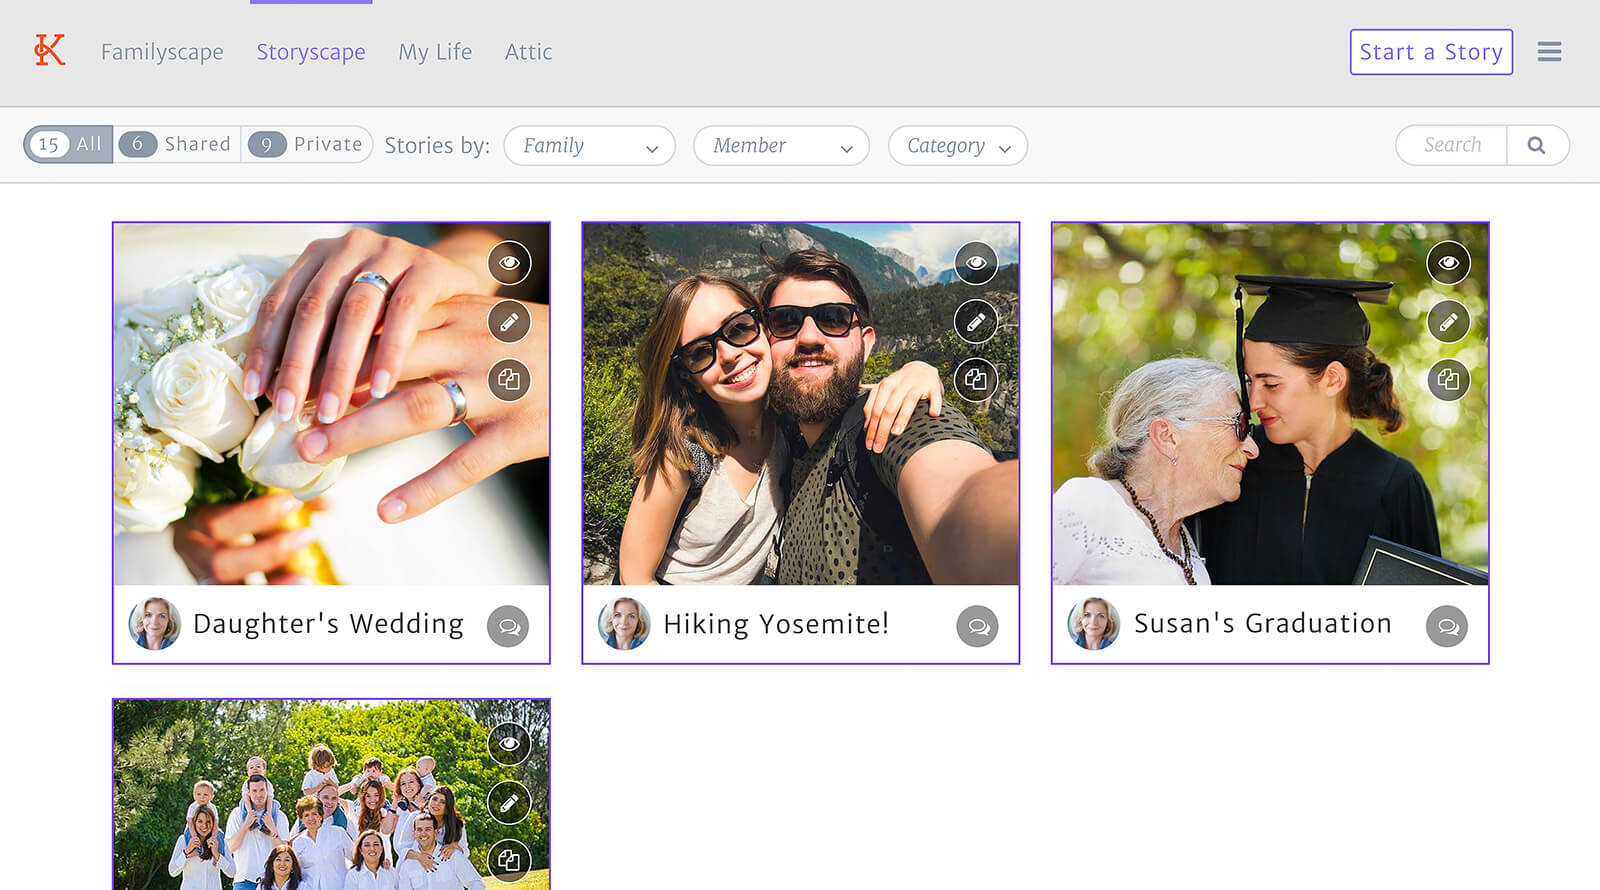 K
Familyscape
Storyscape
My Life
Attic
Start a Story
15 All
6 Shared
9 Private
Stories by:
Family
Member
Category
Search
Daughter's Wedding
Hiking Yosemite!
Susan's Graduation